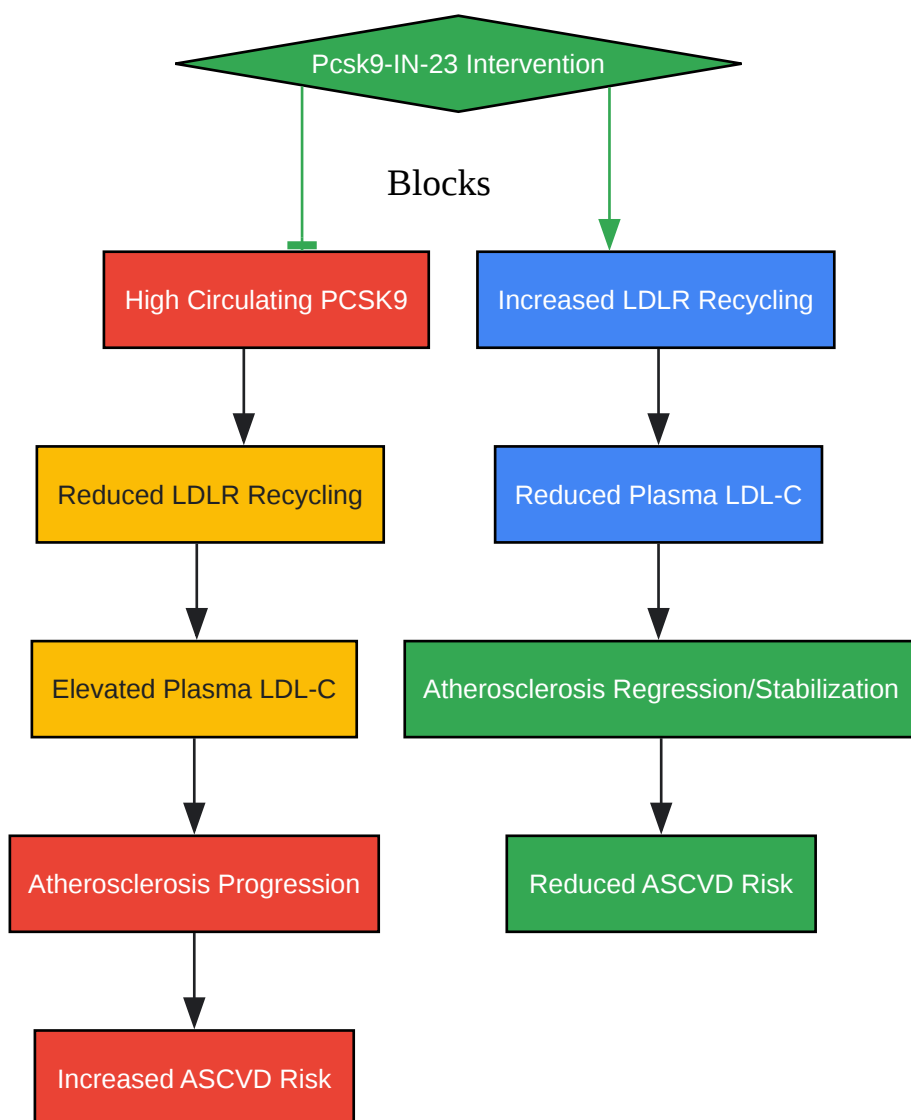 Pcsk9-IN-23 Intervention
Blocks
High Circulating PCSK9
Increased LDLR Recycling
Reduced LDLR Recycling
Reduced Plasma LDL-C
Elevated Plasma LDL-C
Atherosclerosis Regression/Stabilization
Atherosclerosis Progression
Reduced ASCVD Risk
Increased ASCVD Risk